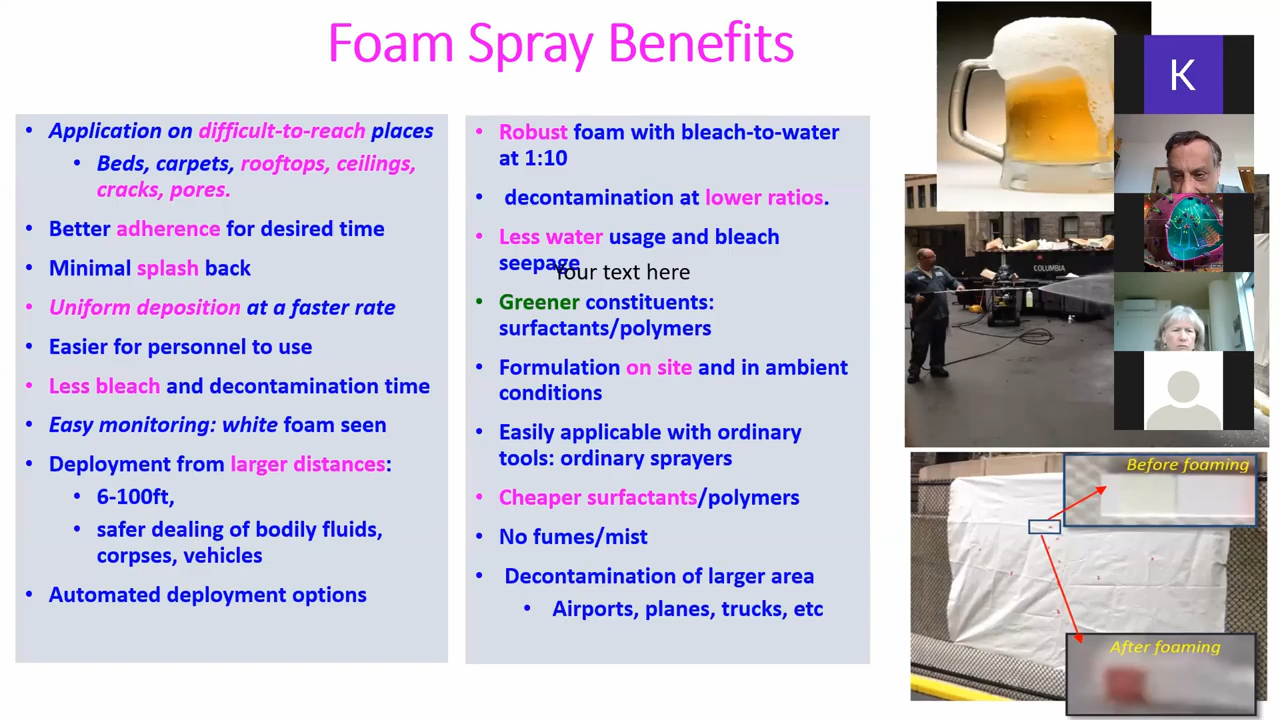 Foam Spray Benefits
• Application on difficult-to-reach places
• Beds, carpets, rooftops, ceilings,
cracks, pores.
• Better adherence for desired time
• Minimal splash back
• Uniform deposition at a faster rate
• Easier for personnel to use
• Less bleach and decontamination time
• Easy monitoring: white foam seen
• Deployment from larger distances:
• 6-100ft,
• safer dealing of bodily fluids,
corpses, vehicles
• Automated deployment options
• Robust foam with bleach-to-water
at 1:10
• decontamination at lower ratios.
• Less water usage and bleach
seepage
Your text here
• Greener constituents:
surfactants/polymers
• Formulation on site and in ambient
conditions
• Easily applicable with ordinary
tools: ordinary sprayers
• Cheaper surfactants/polymers
• No fumes/mist
• Decontamination of larger area
• Airports, planes, trucks, etc
K
COLUMBIA
Before foaming
After foaming